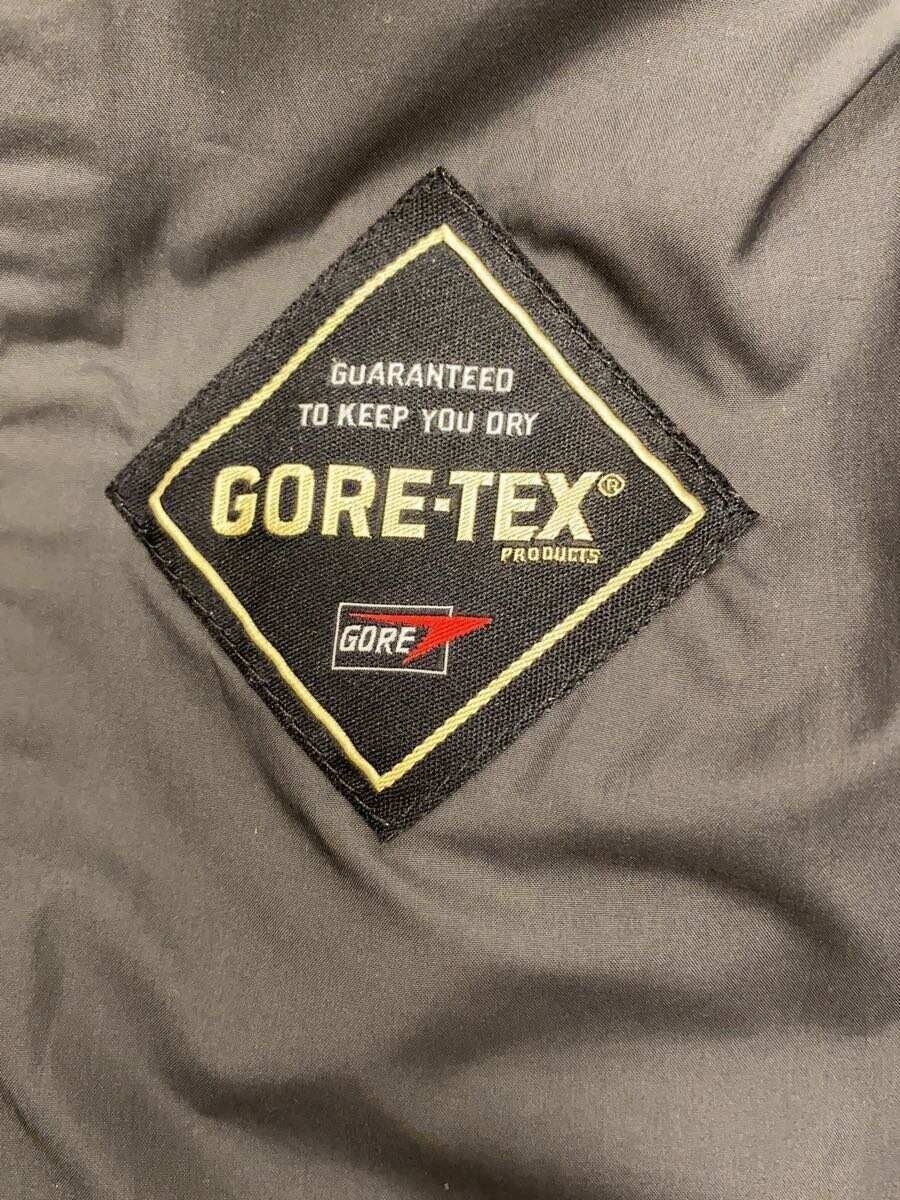 GUARANTEED
TO KEEP YOU DRY
GORE-TEX®
PRODUCTS
GORE